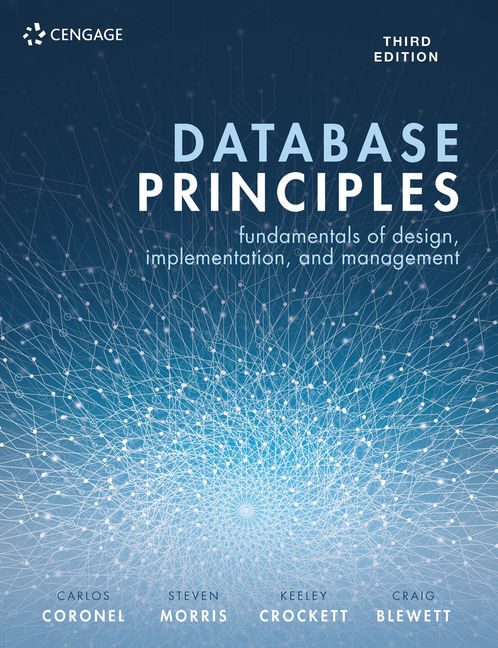 CENGAGE
THIRD
EDITION
DATABASE
PRINCIPLES
fundamentals of design,
implementation, and management
CARLOS
CORONEL
STEVEN
MORRIS
KEELEY
CROCKETT
CRAIG
BLEWETT